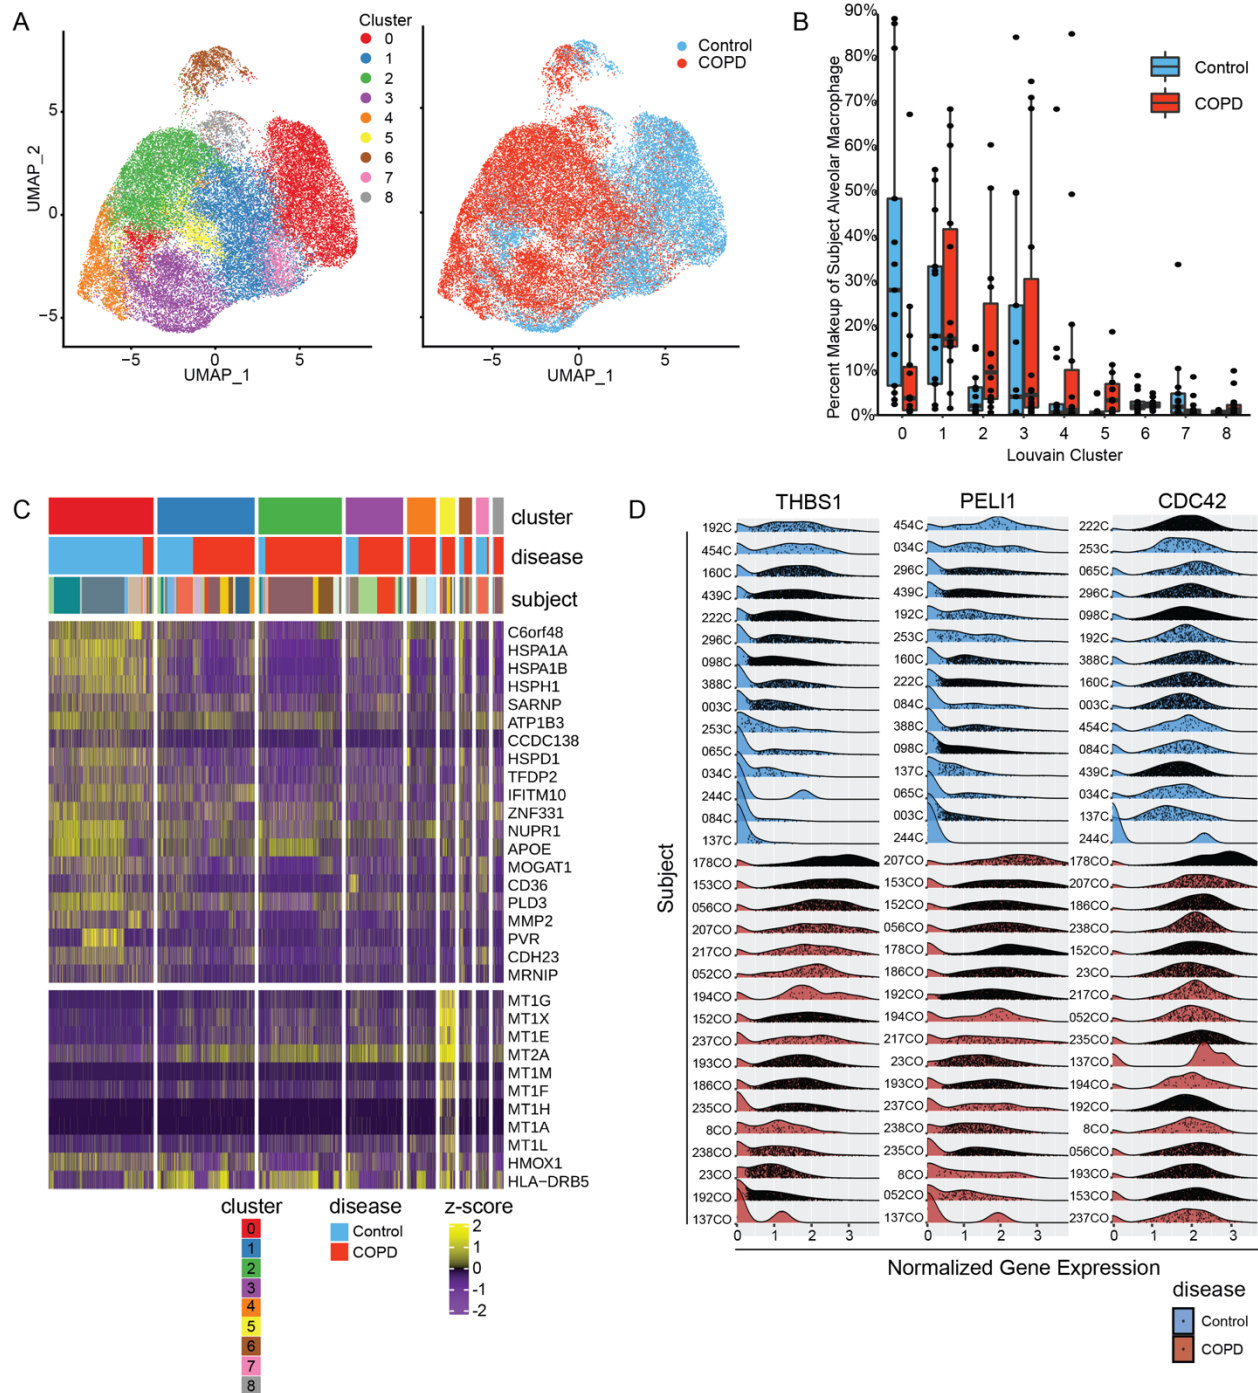 A
Cluster
0
1
2
3
4
5
6
7
8
UMAP_2
5
0
−5
−5
0
5
UMAP_1
Control
COPD
−5
0
5
UMAP_1
B
Percent Makeup of Subject Alveolar Macrophage
90%
80%
70%
60%
50%
40%
30%
20%
10%
0%
Control
COPD
0 1 2 3 4 5 6 7 8
Louvain Cluster
C
cluster
disease
subject
C6orf48
HSPA1A
HSPA1B
HSPH1
SARNP
ATP1B3
CCDC138
HSPD1
TFDP2
IFITM10
ZNF331
NUPR1
APOE
MOGAT1
CD36
PLD3
MMP2
PVR
CDH23
MRNIP
MT1G
MT1X
MT1E
MT2A
MT1M
MT1F
MT1H
MT1A
MT1L
HMOX1
HLA−DRB5
cluster
0
1
2
3
4
5
6
7
8
disease
Control
COPD
z-score
2
1
0
-1
-2
D
Subject
THBS1
192C
454C
160C
439C
222C
296C
098C
388C
003C
253C
065C
034C
244C
084C
137C
178CO
153CO
056CO
207CO
217CO
052CO
194CO
152CO
237CO
193CO
186CO
235CO
8CO
238CO
23CO
192CO
137CO
0 1 2 3
PELI1
454C
034C
296C
439C
192C
253C
160C
222C
084C
388C
098C
137C
065C
003C
244C
207CO
153CO
152CO
056CO
178CO
186CO
192CO
194CO
217CO
23CO
193CO
237CO
238CO
235CO
8CO
052CO
137CO
0 1 2 3
CDC42
222C
253C
065C
296C
098C
192C
388C
160C
003C
454C
084C
439C
034C
137C
244C
178CO
207CO
186CO
238CO
152CO
23CO
217CO
052CO
235CO
137CO
194CO
192CO
8CO
056CO
193CO
153CO
237CO
0 1 2 3
Normalized Gene Expression
disease
Control
COPD